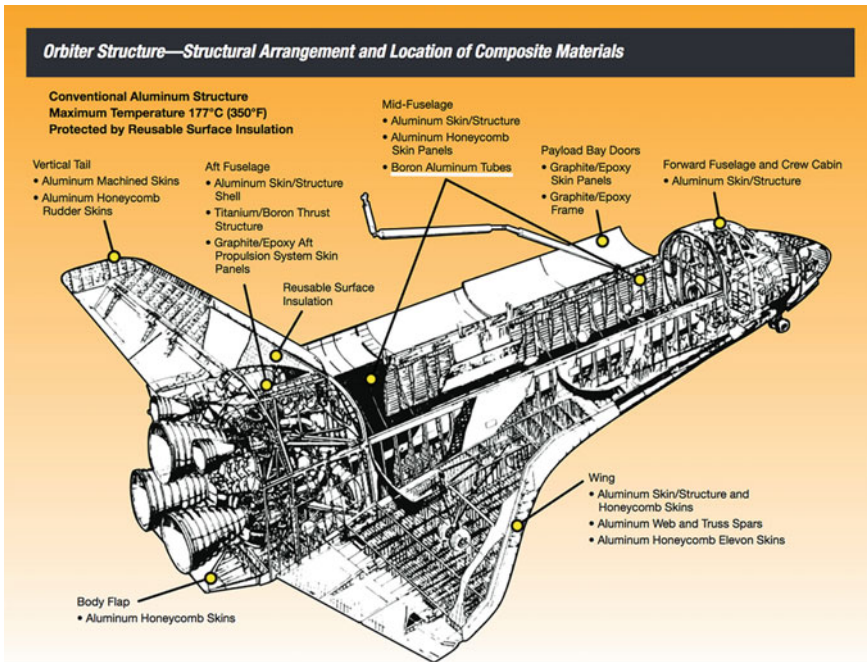 Orbiter Structure—Structural Arrangement and Location of Composite Materials
Conventional Aluminum Structure
Maximum Temperature 177°C (350°F)
Protected by Reusable Surface Insulation
Vertical Tail
• Aluminum Machined Skins
• Aluminum Honeycomb
Rudder Skins
Aft Fuselage
• Aluminum Skin/Structure
Shell
• Titanium/Boron Thrust
Structure
• Graphite/Epoxy Aft
Propulsion System Skin
Panels
Reusable Surface
Insulation
Mid-Fuselage
• Aluminum Skin/Structure
• Aluminum Honeycomb
Skin Panels
• Boron Aluminum Tubes
Payload Bay Doors
• Graphite/Epoxy
Skin Panels
• Graphite/Epoxy
Frame
Forward Fuselage and Crew Cabin
• Aluminum Skin/Structure
Wing
• Aluminum Skin/Structure and
Honeycomb Skins
• Aluminum Web and Truss Spars
• Aluminum Honeycomb Elevon Skins
Body Flap
• Aluminum Honeycomb Skins